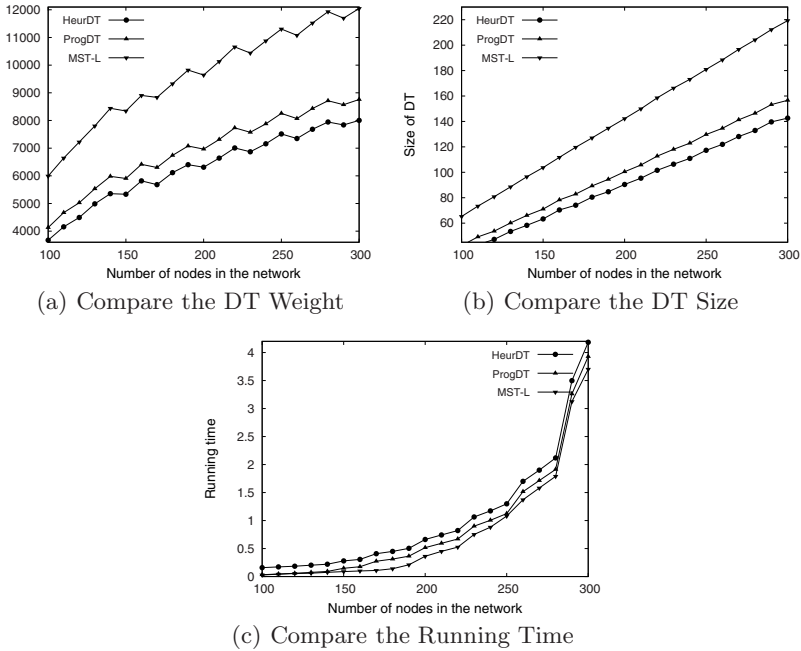 12000
11000
10000
9000
8000
7000
6000
5000
4000
HeurDT
ProgDT
MST-L
100 150 200 250 300
Number of nodes in the network
(a) Compare the DT Weight
Size of DT
220
200
180
160
140
120
100
80
60
HeurDT
ProgDT
MST-L
100 150 200 250 300
Number of nodes in the network
(b) Compare the DT Size
Running time
4
3.5
3
2.5
2
1.5
1
0.5
0
HeurDT
ProgDT
MST-L
100 150 200 250 300
Number of nodes in the network
(c) Compare the Running Time